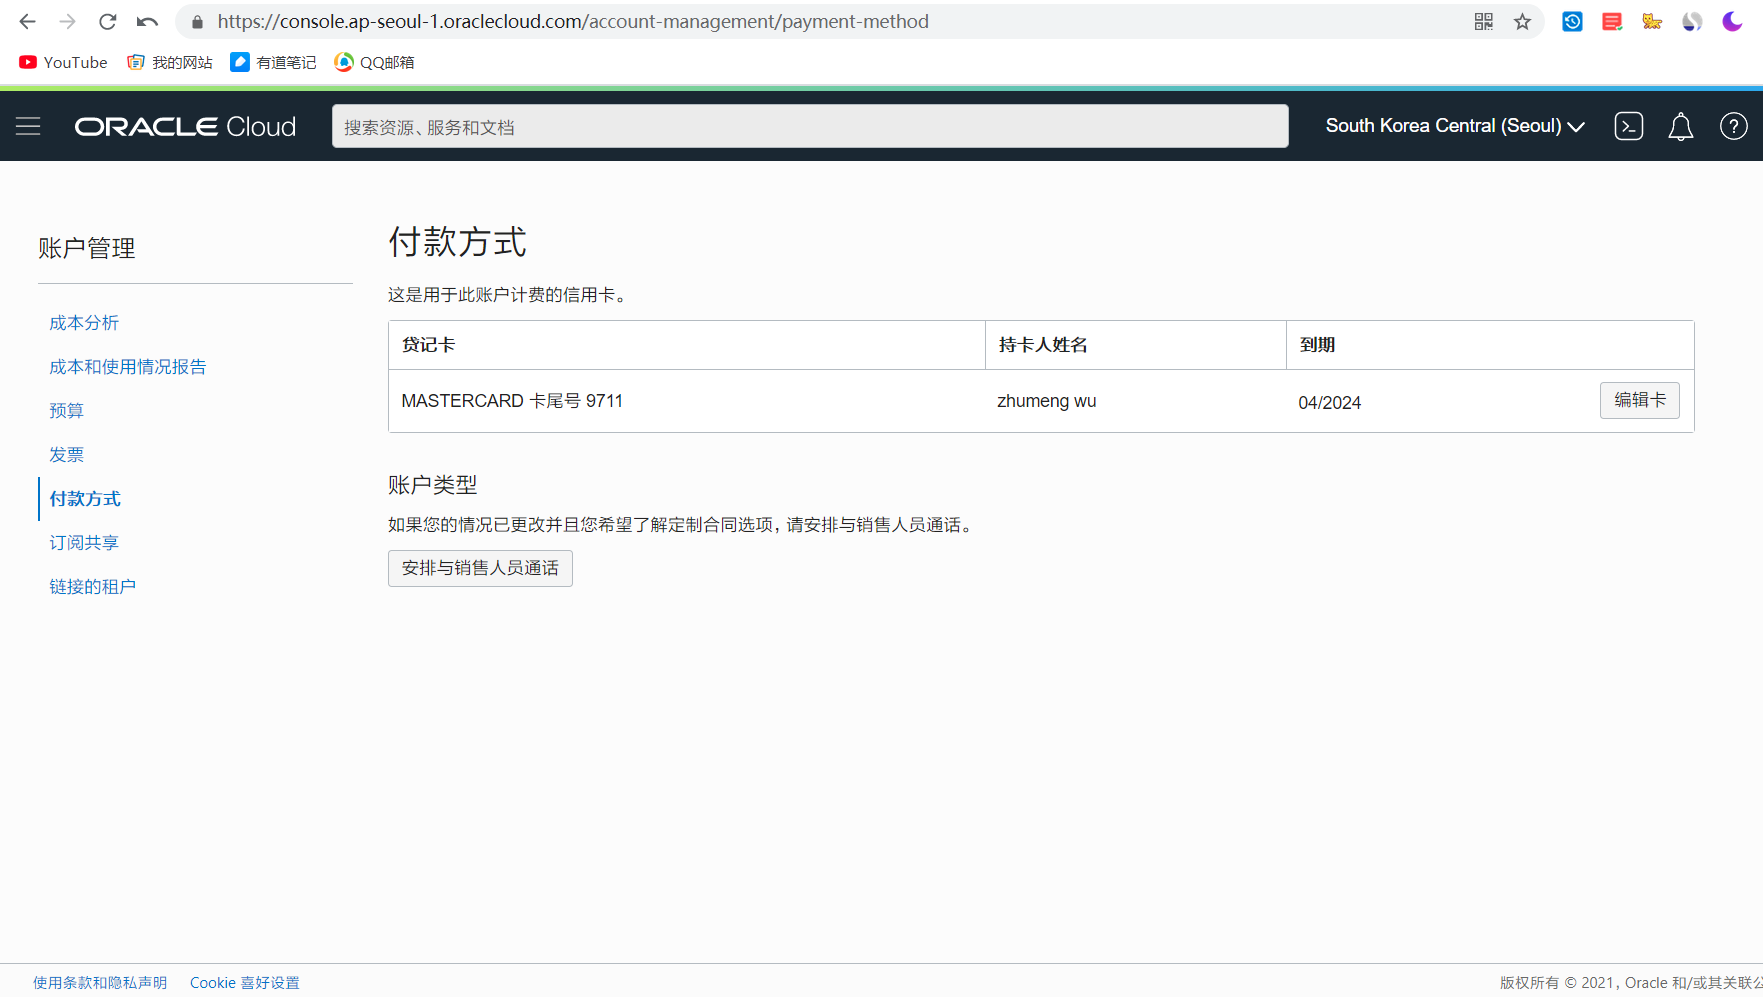 https://console.ap-seoul-1.oraclecloud.com/account-management/payment-method
YouTube 我的网站 有道笔记 QQ邮箱
ORACLE Cloud 搜索资源、服务和文档 South Korea Central (Seoul)
账户管理
成本分析
成本和使用情况报告
预算
发票
付款方式
订阅共享
链接的租户
付款方式
这是用于此账户计费的信用卡。
贷记卡 持卡人姓名 到期
MASTERCARD 卡尾号 9711 zhumeng wu 04/2024 编辑卡
账户类型
如果您的情况已更改并且您希望了解定制合同选项，请安排与销售人员通话。
安排与销售人员通话
使用条款和隐私声明 Cookie 喜好设置 版权所有 © 2021，Oracle 和/或其关联公